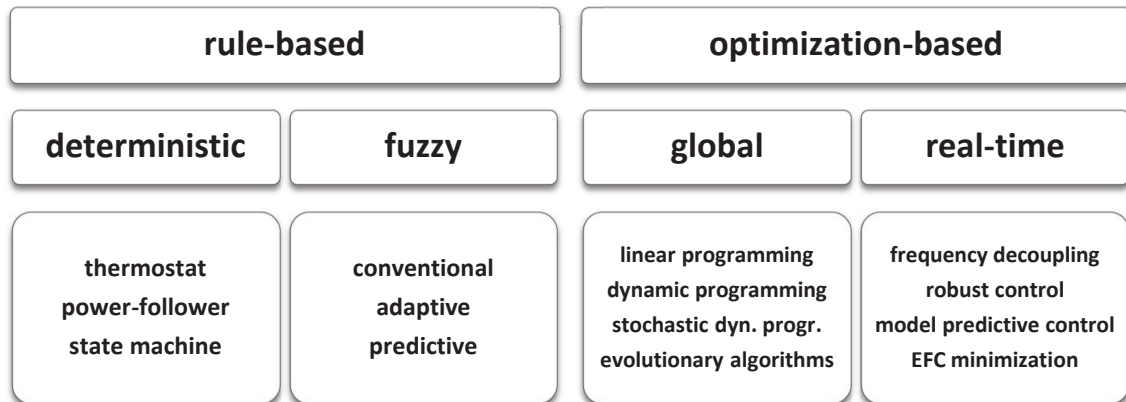 rule-based
optimization-based
deterministic
fuzzy
global
real-time
thermostat
power-follower
state machine
conventional
adaptive
predictive
linear programming
dynamic programming
stochastic dyn. progr.
evolutionary algorithms
frequency decoupling
robust control
model predictive control
EFC minimization